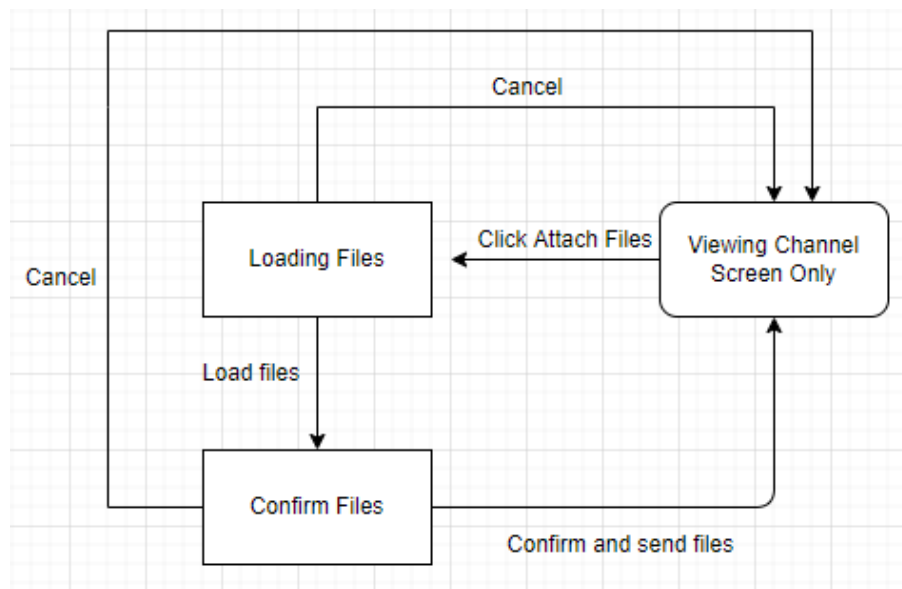 Cancel
Click Attach Files
Viewing Channel
Screen Only
Loading Files
Cancel
Load files
Confirm Files
Confirm and send files